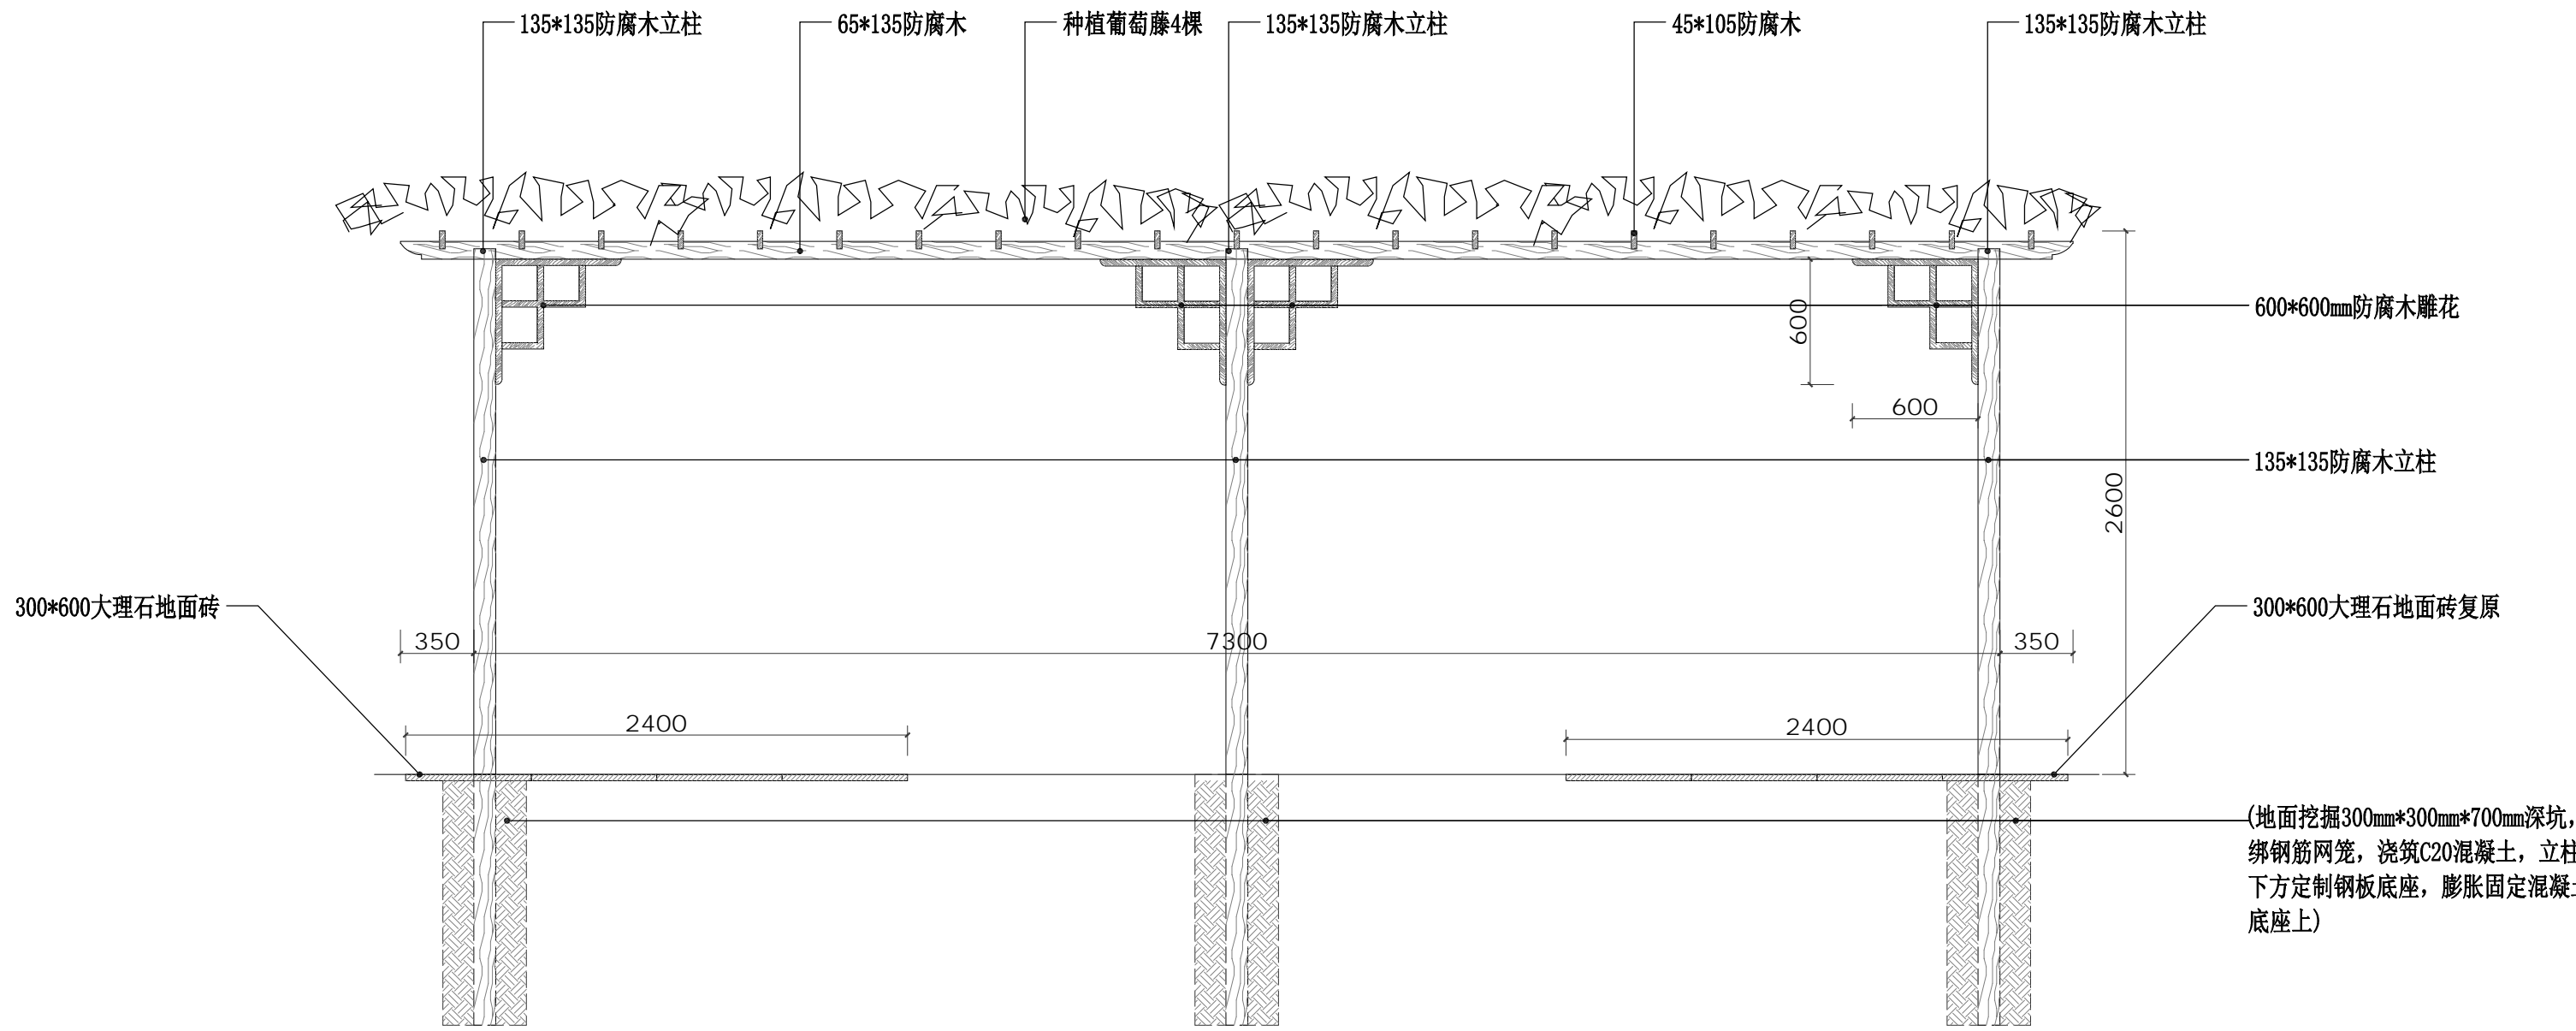 135*135防腐木立柱
65*135防腐木
种植葡萄藤4棵
135*135防腐木立柱
45*105防腐木
135*135防腐木立柱
600*600mm防腐木雕花
600
600
135*135防腐木立柱
2600
300*600大理石地面砖
300*600大理石地面砖复原
350
7300
350
2400
2400
(地面挖掘300mm*300mm*700mm深坑，
绑钢筋网笼，浇筑C20混凝土，立柱
下方定制钢板底座，膨胀固定混凝土
底座上)